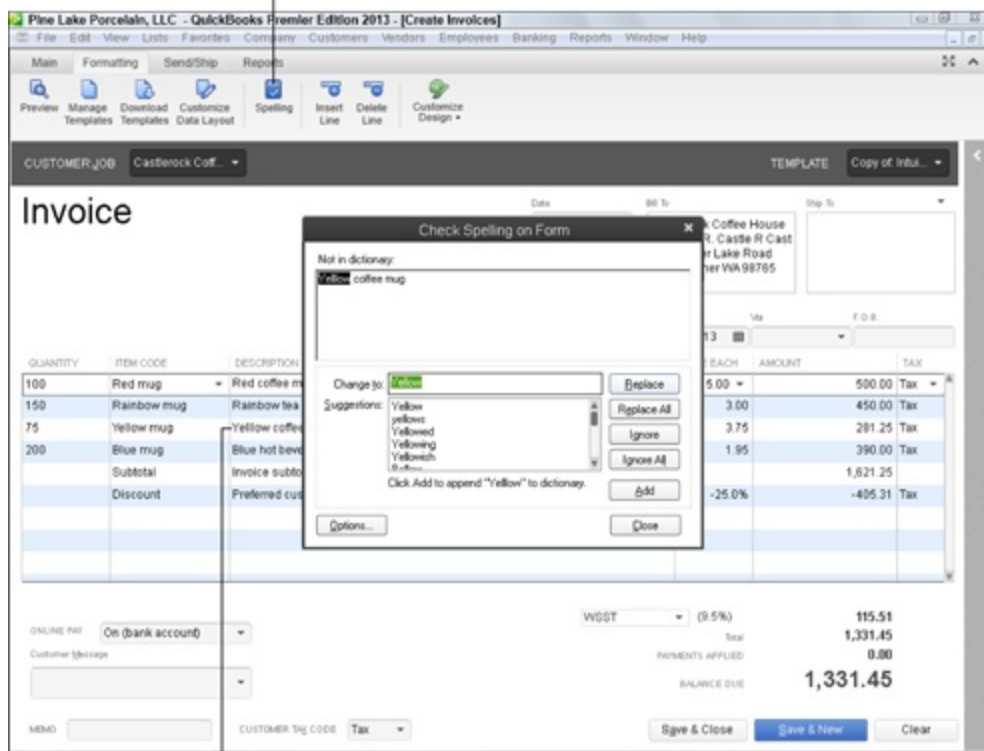 Pine Lake Porcelain, LLC - QuickBooks Premier Edition 2013 - [Create Invoices]
File Edit View Lists Favorites Company Customers Vendors Employees Banking Reports Window Help
Main Formatting Send/Ship Reports
Preview Manage Templates Download Templates Customize Data Layout Spelling Insert Line Delete Line Customize Design
CUSTOMER:JOB Castlerock Coff... TEMPLATE Copy of: Intui...
Invoice
Date Bill To Ship To
Coffee House
R. Castle R Cast
Lake Road
WA 98765
Check Spelling on Form
Not in dictionary:
Yelllow coffee mug
Via F.O.B.
13
QUANTITY ITEM CODE DESCRIPTION EACH AMOUNT TAX
100 Red mug Red coffee m 5.00 500.00 Tax
150 Rainbow mug Rainbow tea 3.00 450.00 Tax
75 Yellow mug Yelllow coffee 3.75 281.25 Tax
200 Blue mug Blue hot beve 1.95 390.00 Tax
Subtotal Invoice subto 1,621.25
Discount Preferred cus -25.0% -405.31 Tax
Change to: Yellow Replace
Suggestions: Yellow Replace All
yellows
Yellowed Ignore
Yellowing
Yellowish Ignore All
Click Add to append "Yelllow" to dictionary. Add
Options... Close
WSST (9.5%) 115.51
Total 1,331.45
ONLINE PAY On (bank account)
Customer Message PAYMENTS APPLIED 0.00
BALANCE DUE 1,331.45
MEMO CUSTOMER TAX CODE Tax Save & Close Save & New Clear